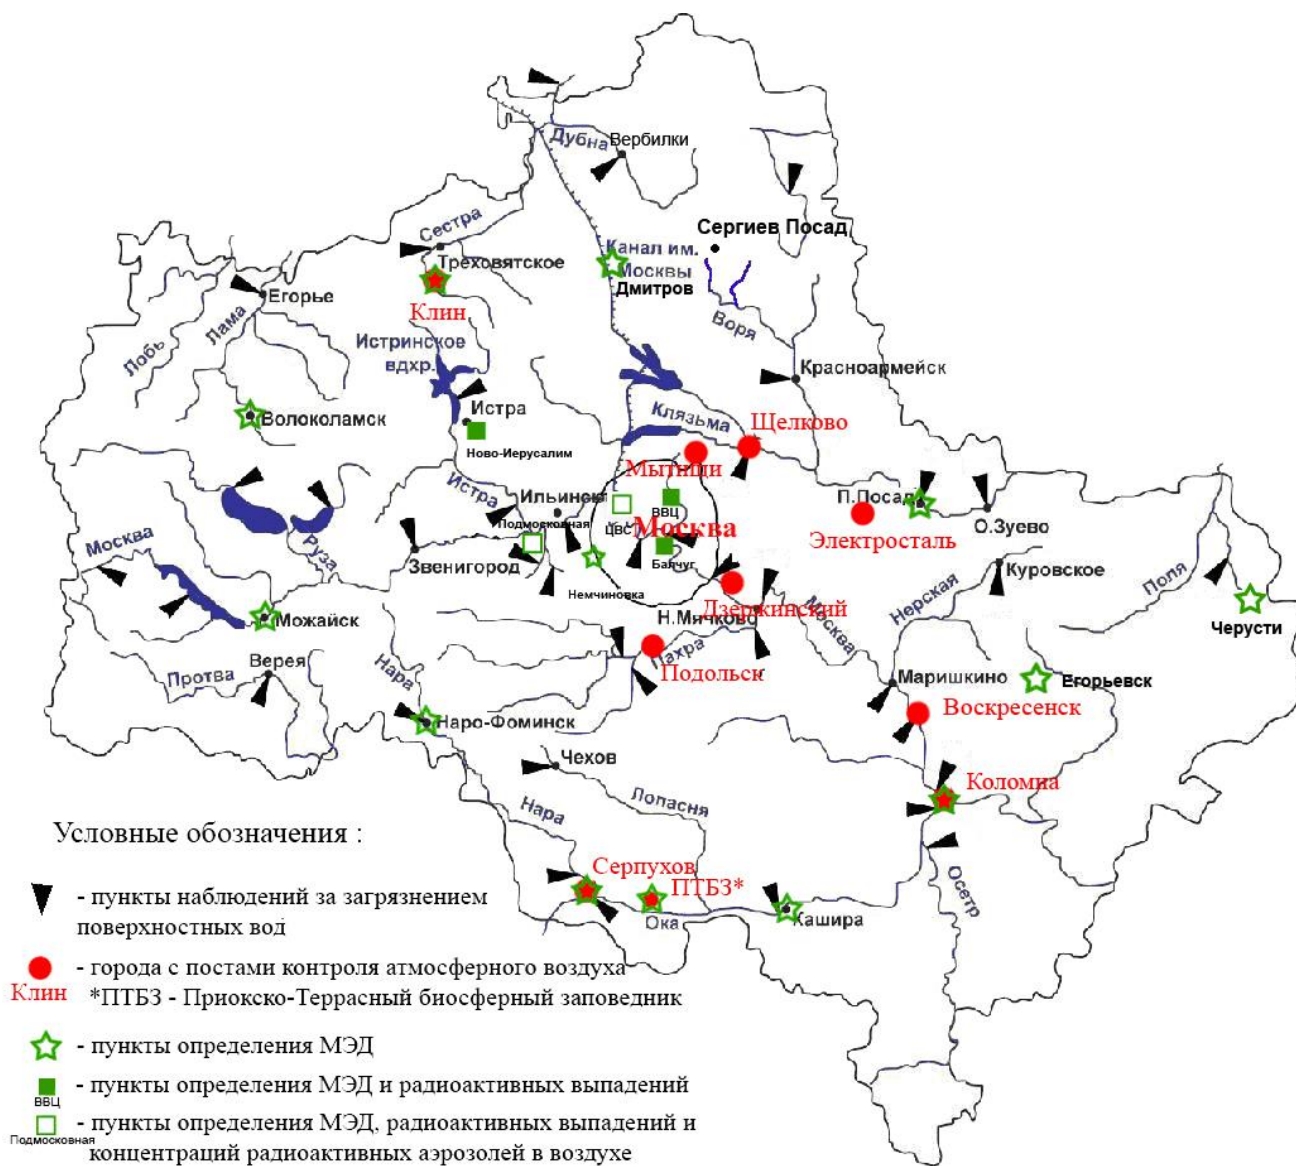 Дубна
Вербилки
Сестра
Сергиев Посад
Канал им.
Москвы
Треховятское
Дмитров
Егорье
Клин
Лобь
Лама
Воря
Истринское
вдхр.
Красноармейск
Волоколамск
Истра
Клязьма
Щелково
Ново-Иерусалим
Мытищи
Истра
Ильинск
П.Посад
ВВЦ
Подмосковная
ЦВС
Москва
О.Зуево
Электросталь
Москва
Руза
Звенигород
Балчуг
Куровское
Поля
Немчиновка
Дзержинский
Нерская
Можайск
Н.Мячково
Москва
Черусти
Верея
Протва
Нара
Пахра
Подольск
Маришкино
Егорьевск
Воскресенск
Наро-Фоминск
Чехов
Коломна
Лопасня
Нара
Условные обозначения :
Серпухов
ПТБЗ*
Осетр
- пункты наблюдений за загрязнением
поверхностных вод
Ока
Кашира
- города с постами контроля атмосферного воздуха
Клин
*ПТБЗ - Приокско-Террасный биосферный заповедник
- пункты определения МЭД
- пункты определения МЭД и радиоактивных выпадений
ВВЦ
- пункты определения МЭД, радиоактивных выпадений и
Подмосковная
концентраций радиоактивных аэрозолей в воздухе